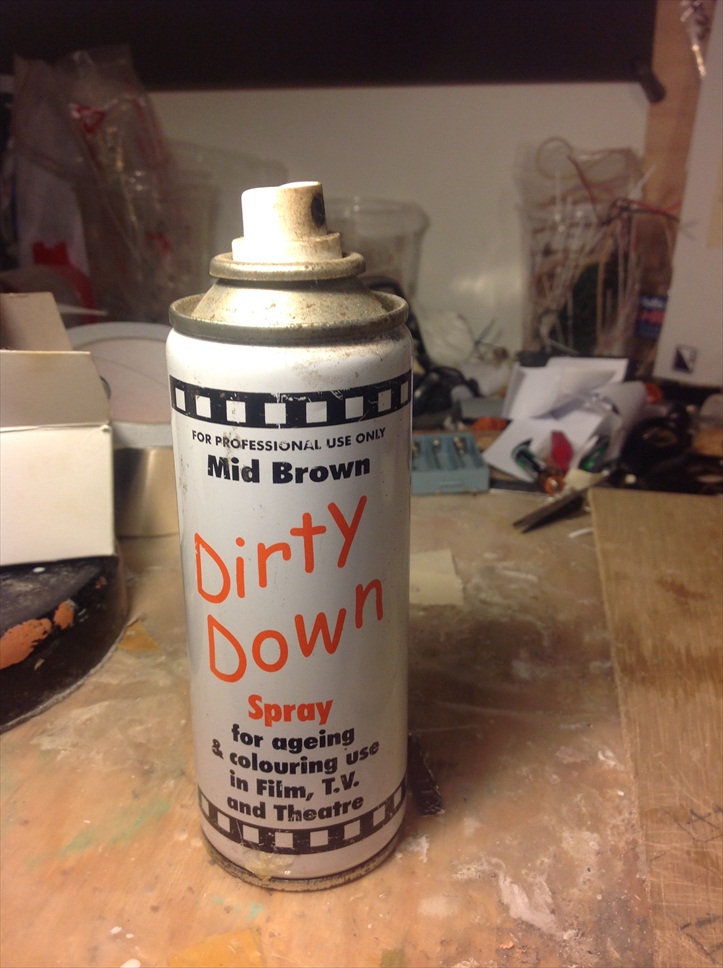 FOR PROFESSIONAL USE ONLY
Mid Brown
Dirty
Down
Spray
for ageing
& colouring use
in Film, T.V.
and Theatre